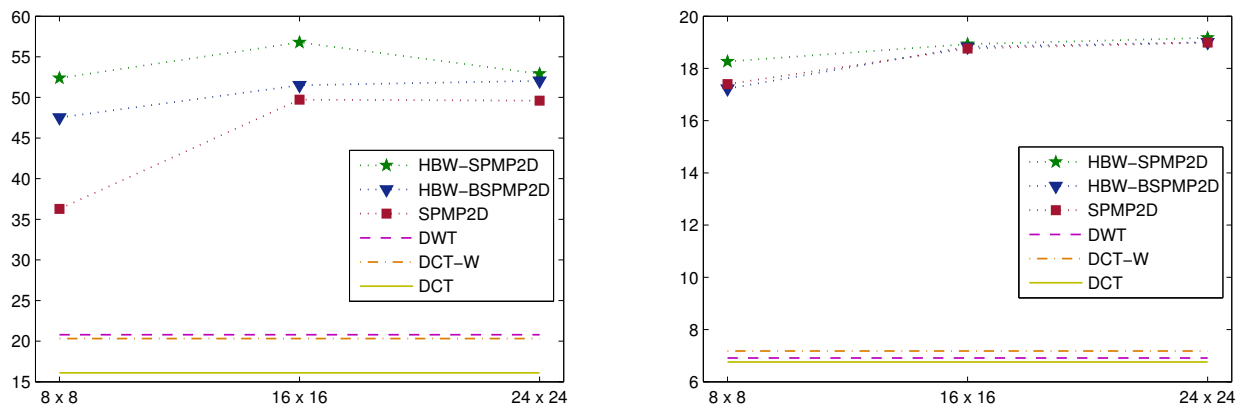 60
55
50
45
40
35
30
25
20
15
8 x 8
16 x 16
24 x 24
HBW-SPMP2D
HBW-BSPMP2D
SPMP2D
DWT
DCT-W
DCT
20
18
16
14
12
10
8
6
8 x 8
16 x 16
24 x 24
HBW-SPMP2D
HBW-BSPMP2D
SPMP2D
DWT
DCT-W
DCT